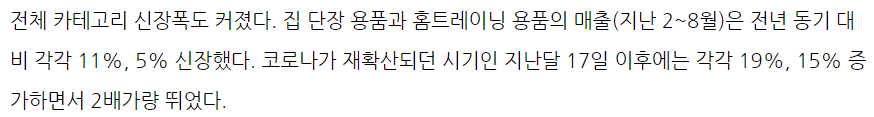 전체 카테고리 신장폭도 커졌다. 집 단장 용품과 홈트레이닝 용품의 매출(지난 2~8월)은 전년 동기 대
비 각각 11%, 5% 신장했다. 코로나가 재확산되던 시기인 지난달 17일 이후에는 각각 19%, 15% 증
가하면서 2배가량 뛰었다.